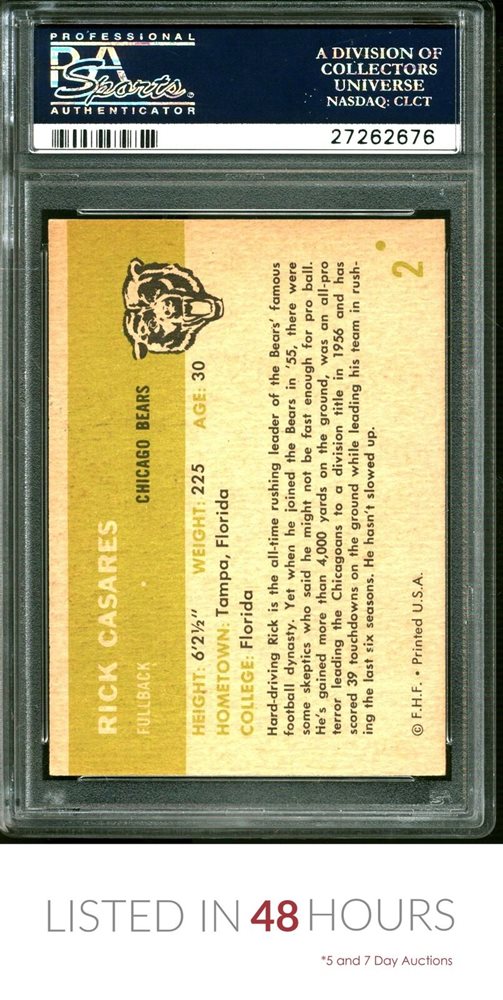 PROFESSIONAL
PSA
Sports
AUTHENTICATOR
A DIVISION OF
COLLECTORS
UNIVERSE
NASDAQ: CLCT
27262676
RICK CASARES
FULLBACK
CHICAGO BEARS
HEIGHT: 6'2½" WEIGHT: 225 AGE: 30
HOMETOWN: Tampa, Florida
COLLEGE: Florida
Hard-driving Rick is the all-time rushing leader of the Bears' famous
football dynasty. Yet when he joined the Bears in '55, there were
some skeptics who said he might not be fast enough for pro ball.
He's gained more than 4,000 yards on the ground, was an all-pro
terror leading the Chicagoans to a division title in 1956 and has
scored 39 touchdowns on the ground while leading his team in rush-
ing the last six seasons. He hasn't slowed up.
2
© F.H.F. • Printed U.S.A.
LISTED IN 48 HOURS
*5 and 7 Day Auctions